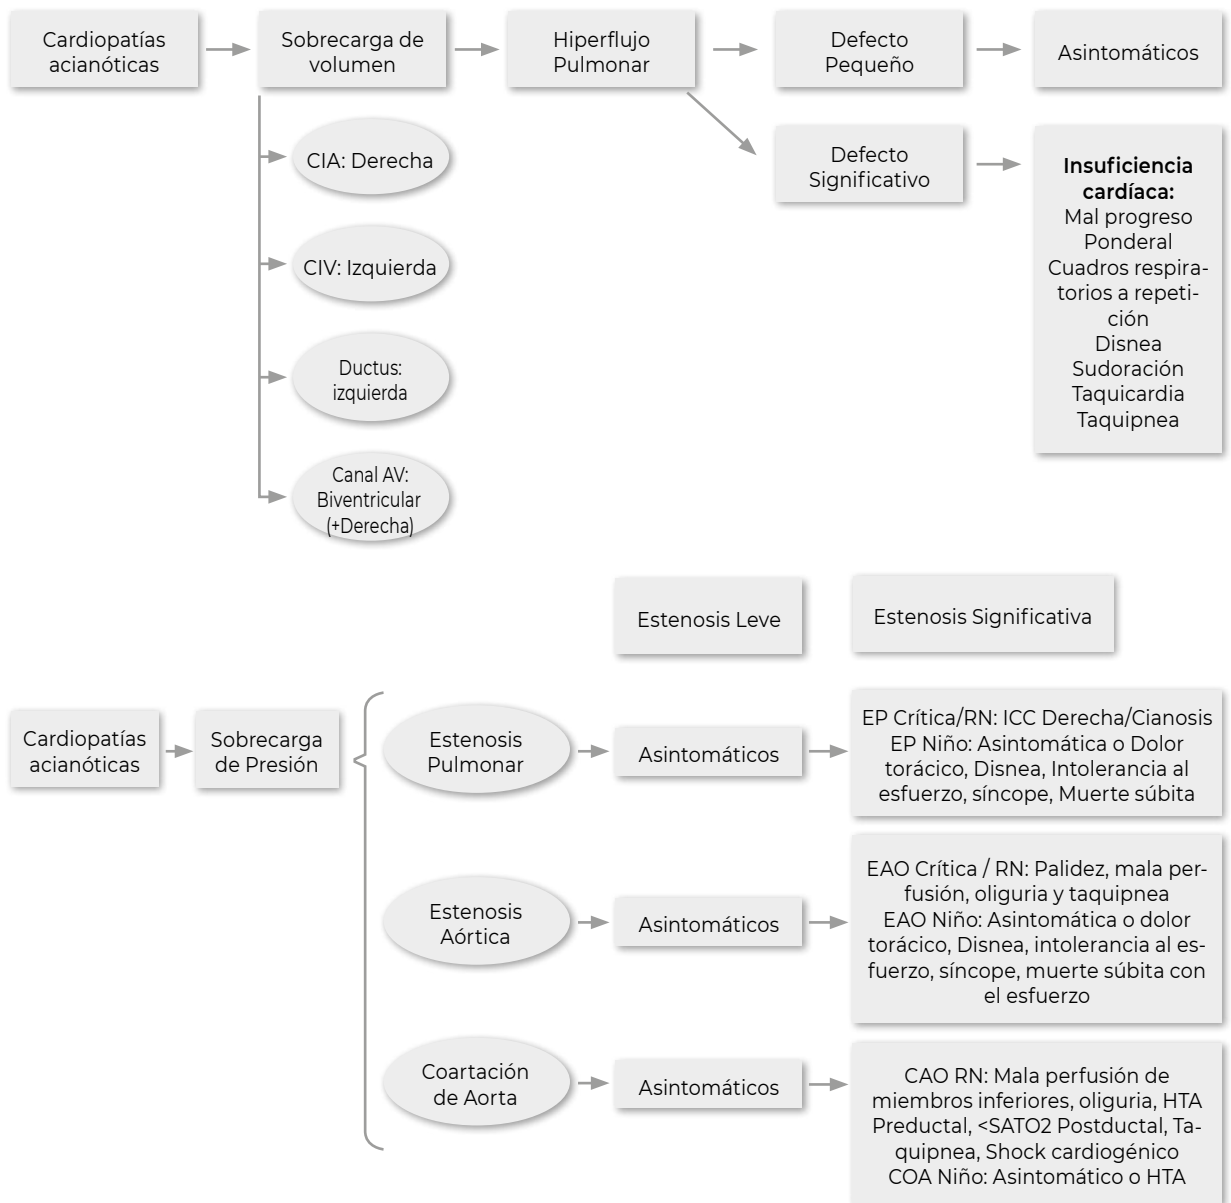 Cardiopatías
acianóticas
Sobrecarga de
volumen
Hiperflujo
Pulmonar
Defecto
Pequeño
Asintomáticos
CIA: Derecha
CIV: Izquierda
Ductus:
izquierda
Canal AV:
Biventricular
(+Derecha)
Defecto
Significativo
Insuficiencia
cardíaca:
Mal progreso
Ponderal
Cuadros respira-
torios a repeti-
ción
Disnea
Sudoración
Taquicardia
Taquipnea
Estenosis Leve
Estenosis Significativa
Cardiopatías
acianóticas
Sobrecarga
de Presión
Estenosis
Pulmonar
Asintomáticos
EP Crítica/RN: ICC Derecha/Cianosis
EP Niño: Asintomática o Dolor
torácico, Disnea, Intolerancia al
esfuerzo, síncope, Muerte súbita
Estenosis
Aórtica
Asintomáticos
EAO Crítica / RN: Palidez, mala per-
fusión, oliguria y taquipnea
EAO Niño: Asintomática o dolor
torácico, Disnea, intolerancia al es-
fuerzo, síncope, muerte súbita con
el esfuerzo
Coartación
de Aorta
Asintomáticos
CAO RN: Mala perfusión de
miembros inferiores, oliguria, HTA
Preductal, <SATO2 Postductal, Ta-
quipnea, Shock cardiogénico
COA Niño: Asintomático o HTA